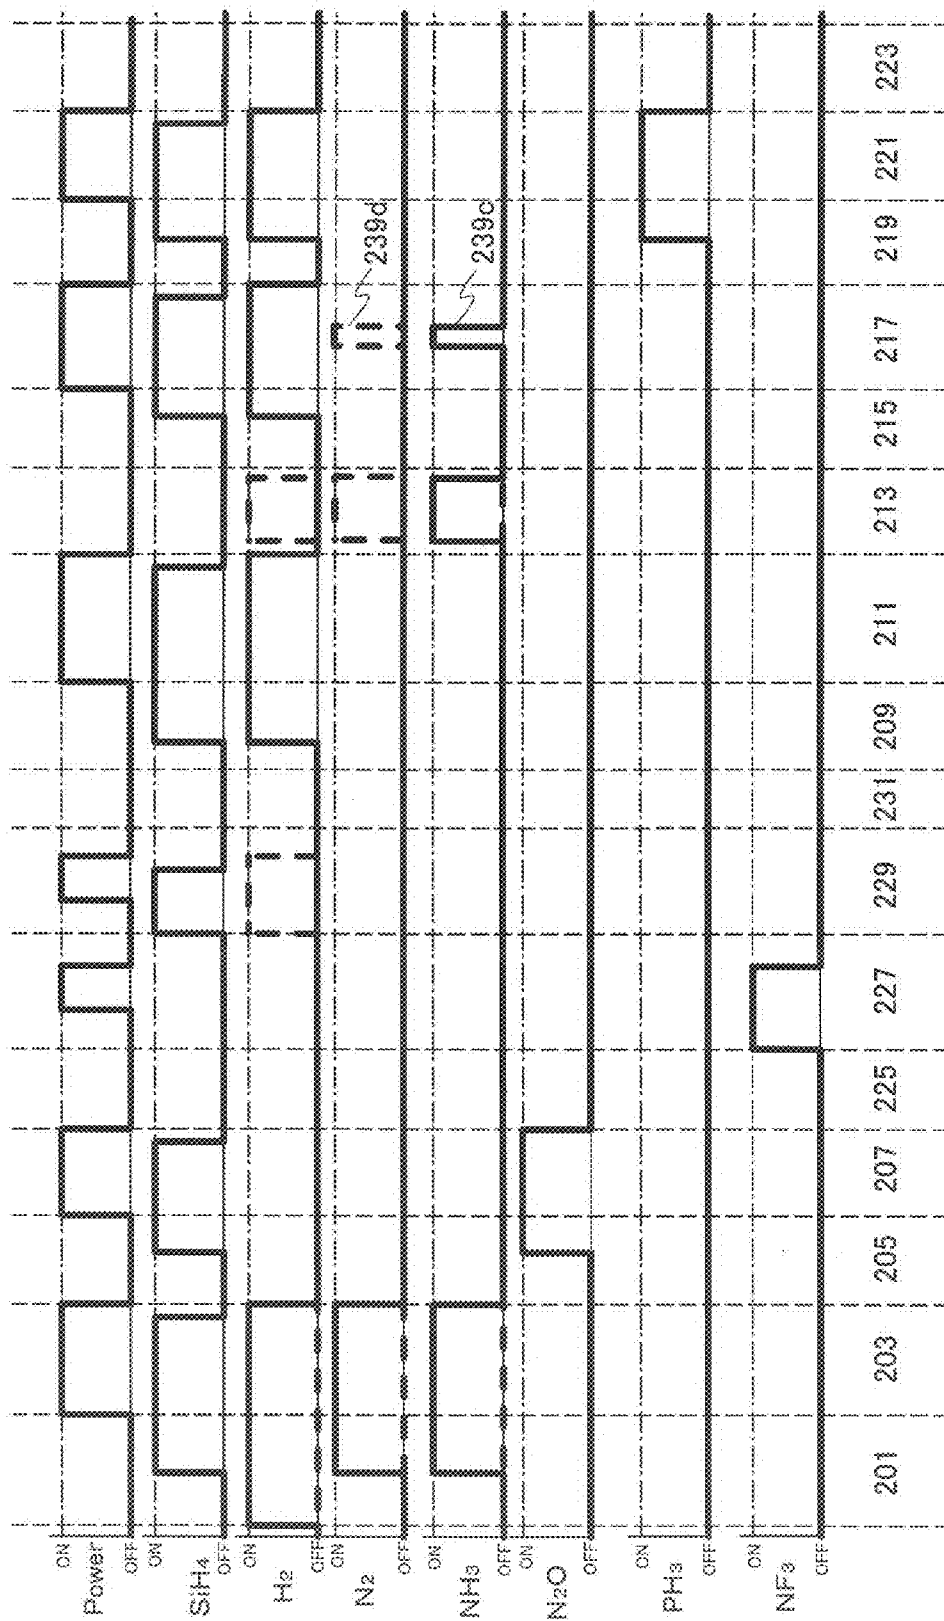 Power ON OFF
SiH₄ ON OFF
H₂ ON OFF
N₂ ON OFF
239d
NH₃ ON OFF
239c
N₂O ON OFF
PH₃ ON OFF
NF₃ ON OFF
201 203 205 207 225 227 229 231 209 211 213 215 217 219 221 223